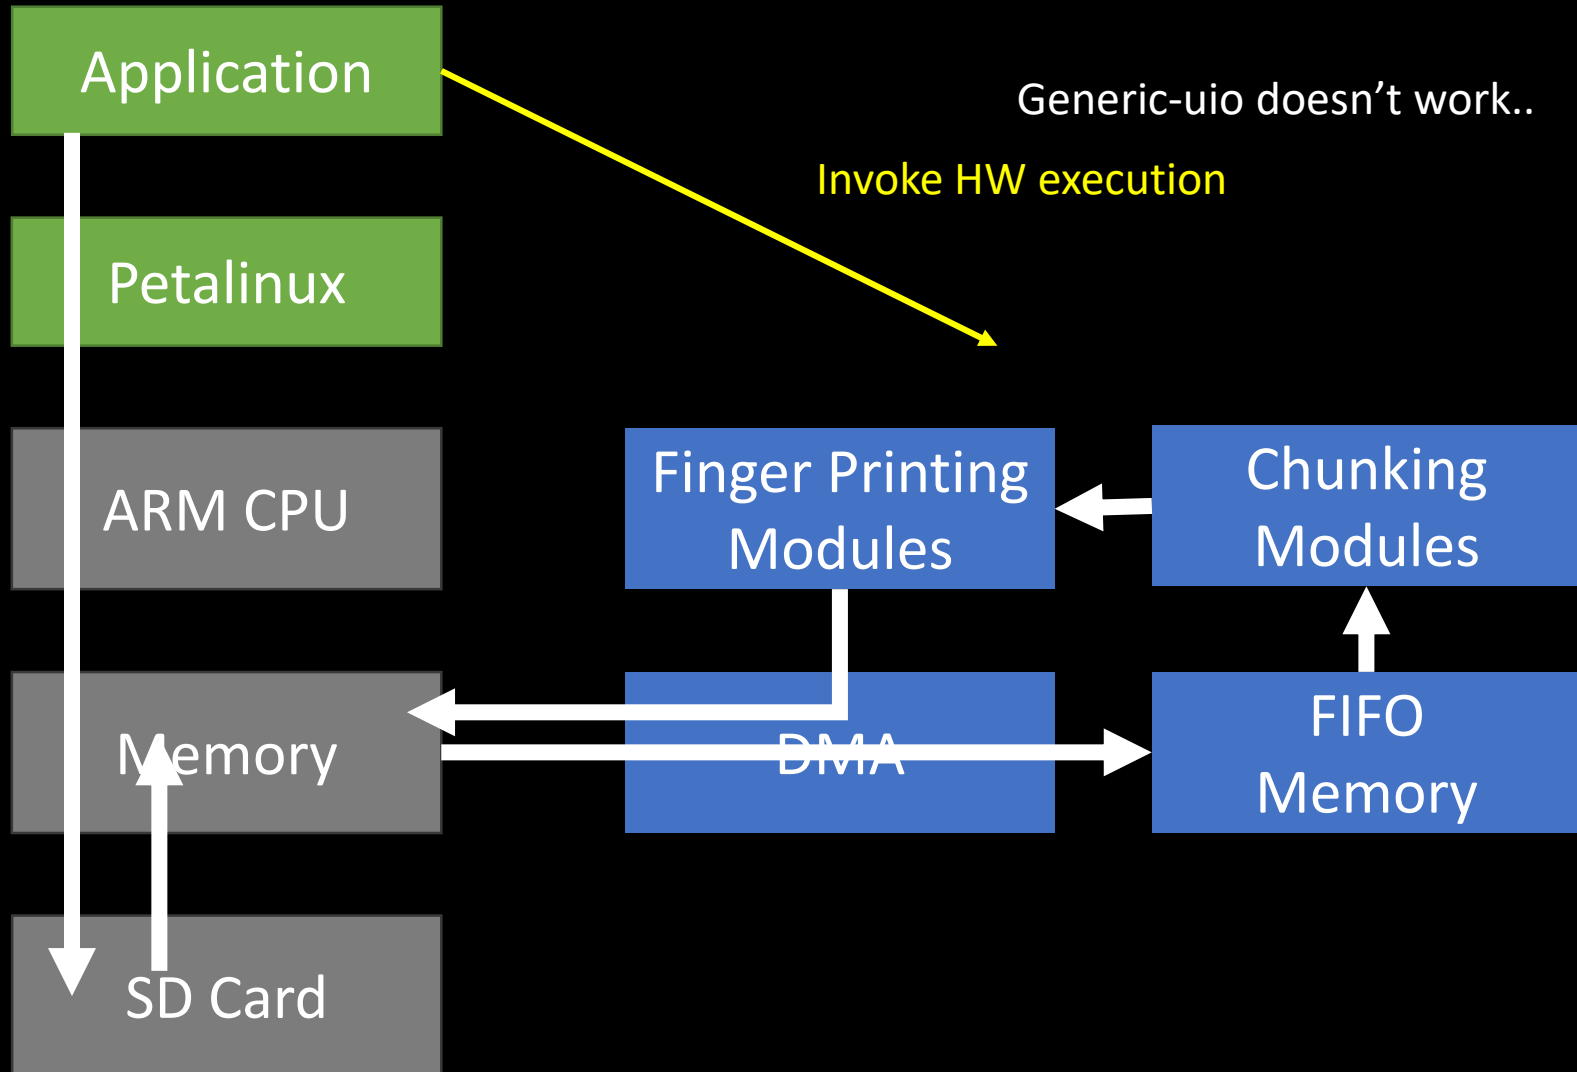 Application
Generic-uio doesn’t work..
Invoke HW execution
Petalinux
ARM CPU
Finger Printing
Modules
Chunking
Modules
Memory
DMA
FIFO
Memory
SD Card